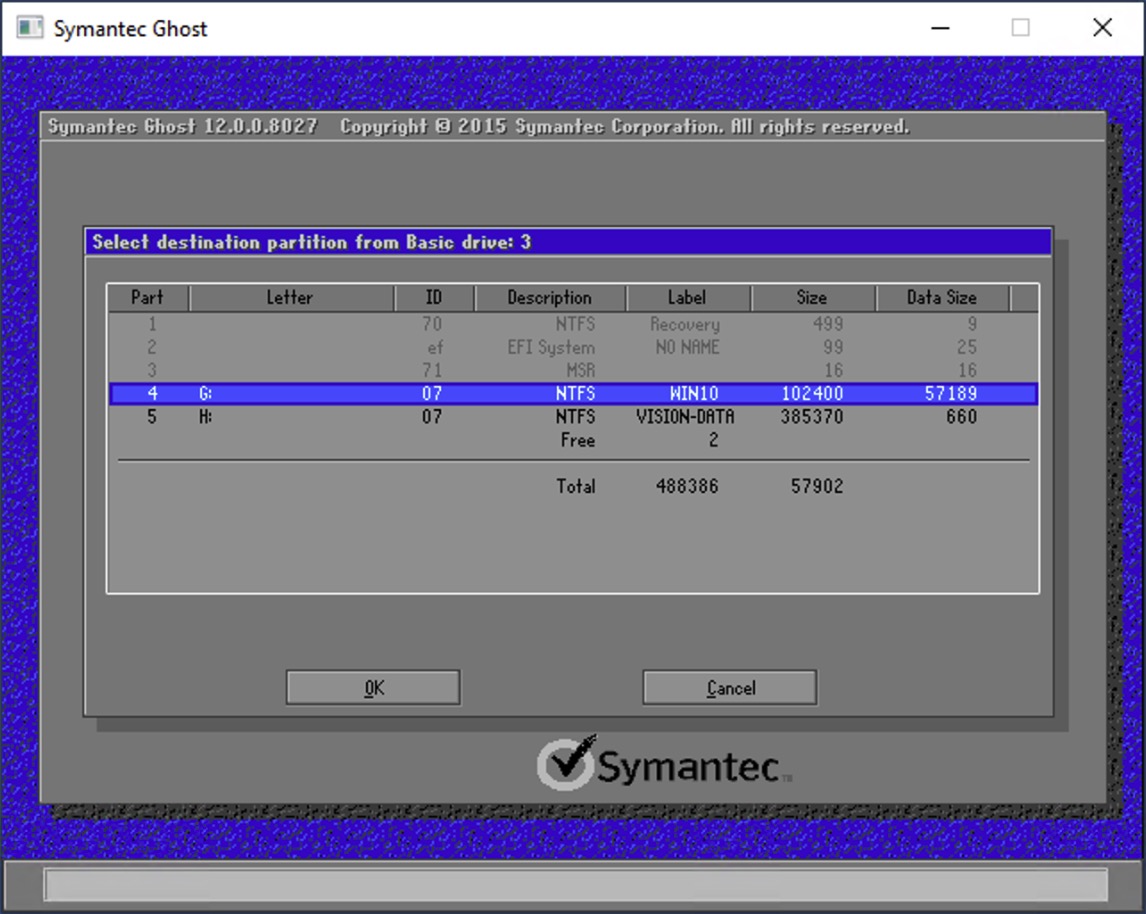 Symantec Ghost
Symantec Ghost 12.0.0.8027 Copyright © 2015 Symantec Corporation. All rights reserved.
Select destination partition from Basic drive: 3
Part Letter ID Description Label Size Data Size
1 70 NTFS Recovery 499 9
2 ef EFI System NO NAME 99 25
3 71 MSR 16 16
4 G: 07 NTFS WIN10 102400 57189
5 H: 07 NTFS VISION-DATA 385370 660
Free 2
Total 488386 57902
OK Cancel
Symantec™